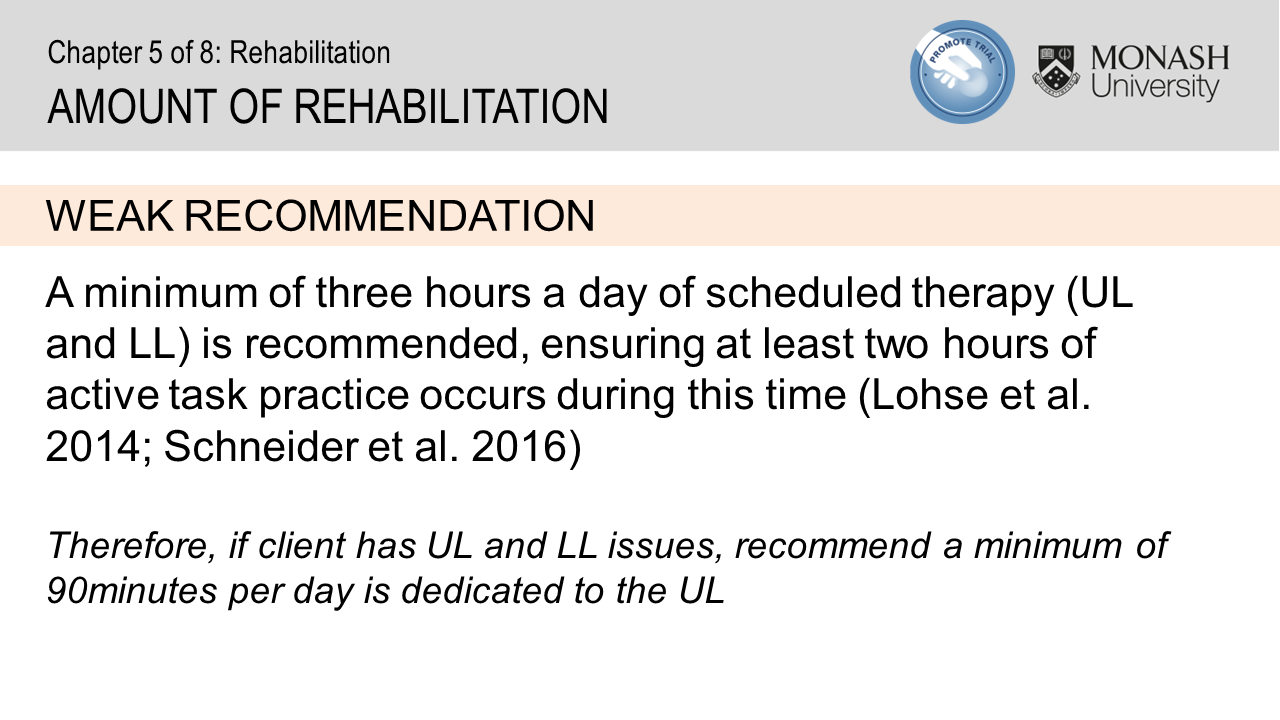 Chapter 5 of 8: Rehabilitation
AMOUNT OF REHABILITATION
PROMOTE TRIAL
MONASH
University
WEAK RECOMMENDATION
A minimum of three hours a day of scheduled therapy (UL
and LL) is recommended, ensuring at least two hours of
active task practice occurs during this time (Lohse et al.
2014; Schneider et al. 2016)
Therefore, if client has UL and LL issues, recommend a minimum of
90minutes per day is dedicated to the UL